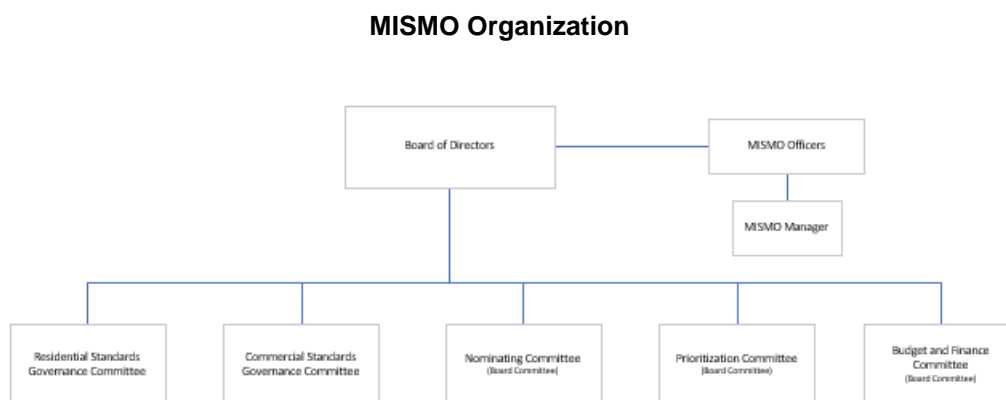 MISMO Organization
Board of Directors
MISMO Officers
MISMO Manager
Residential Standards
Governance Committee
Commercial Standards
Governance Committee
Nominating Committee
(Board Committee)
Prioritization Committee
(Board Committee)
Budget and Finance
Committee
(Board Committee)